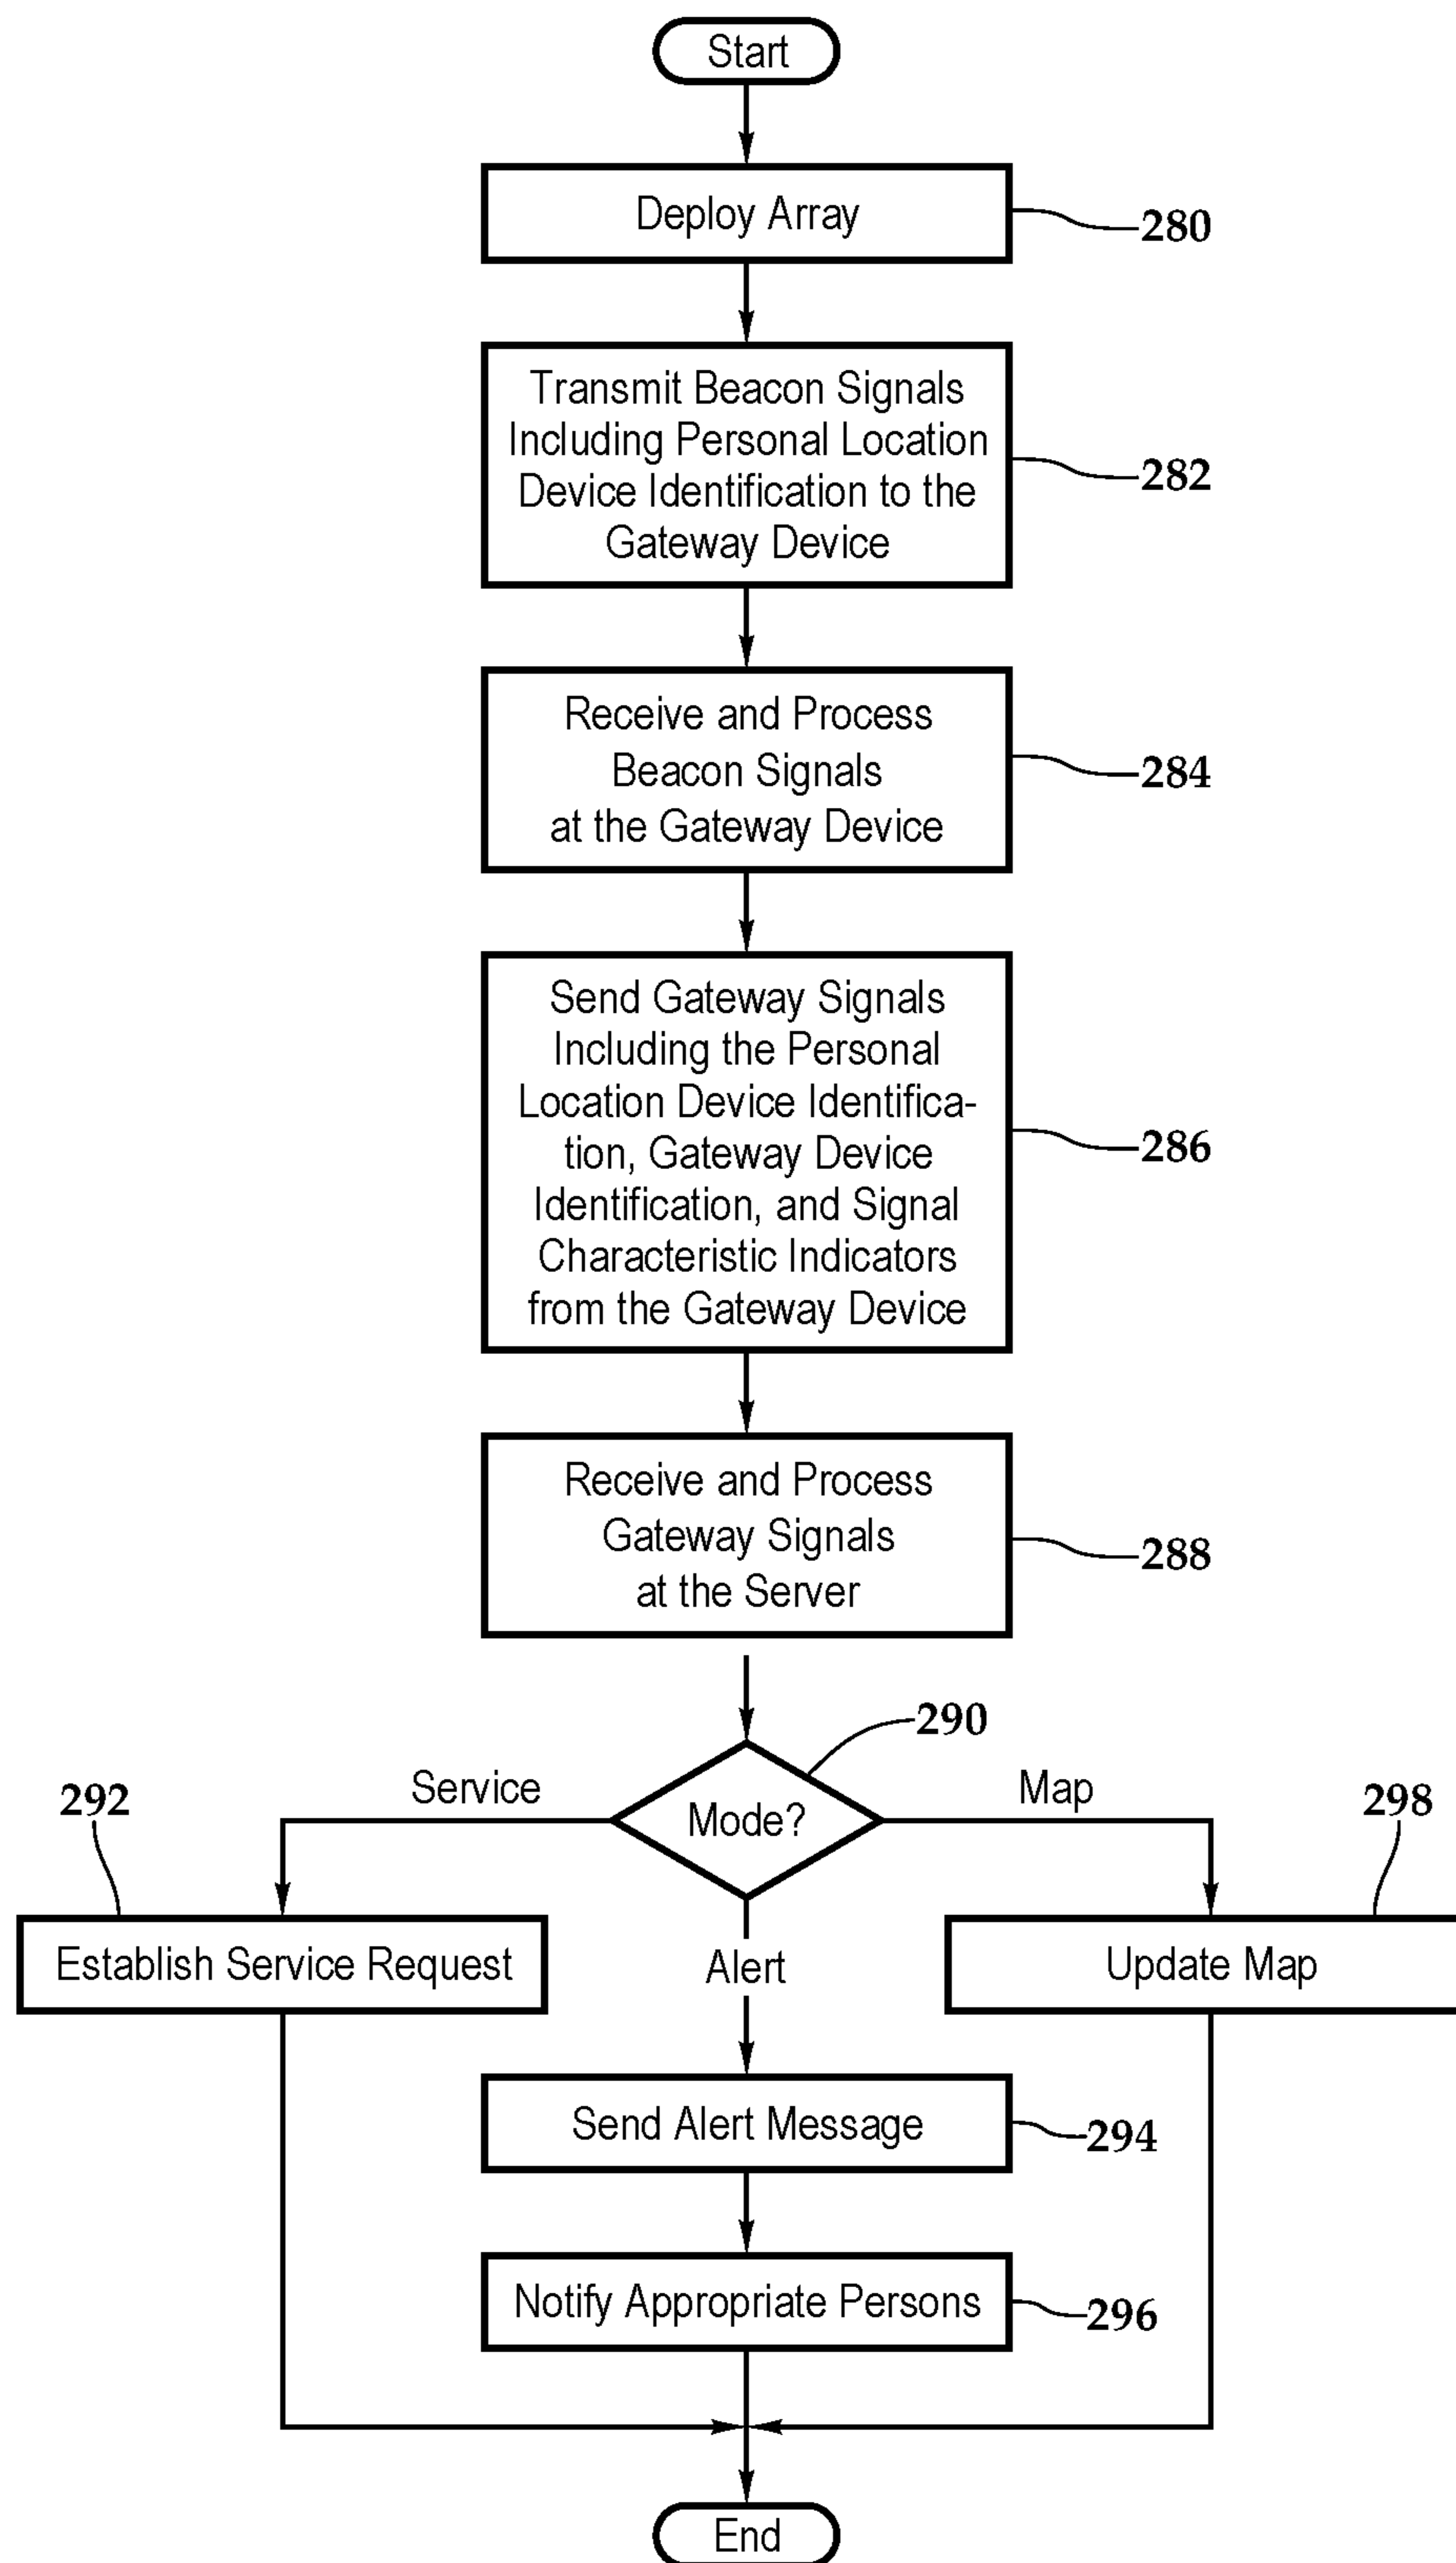 Start
Deploy Array
280
Transmit Beacon Signals
Including Personal Location
Device Identification to the
Gateway Device
282
Receive and Process
Beacon Signals
at the Gateway Device
284
Send Gateway Signals
Including the Personal
Location Device Identifica-
tion, Gateway Device
Identification, and Signal
Characteristic Indicators
from the Gateway Device
286
Receive and Process
Gateway Signals
at the Server
288
290
Service
Map
292
Mode?
298
Establish Service Request
Alert
Update Map
Send Alert Message
294
Notify Appropriate Persons
296
End